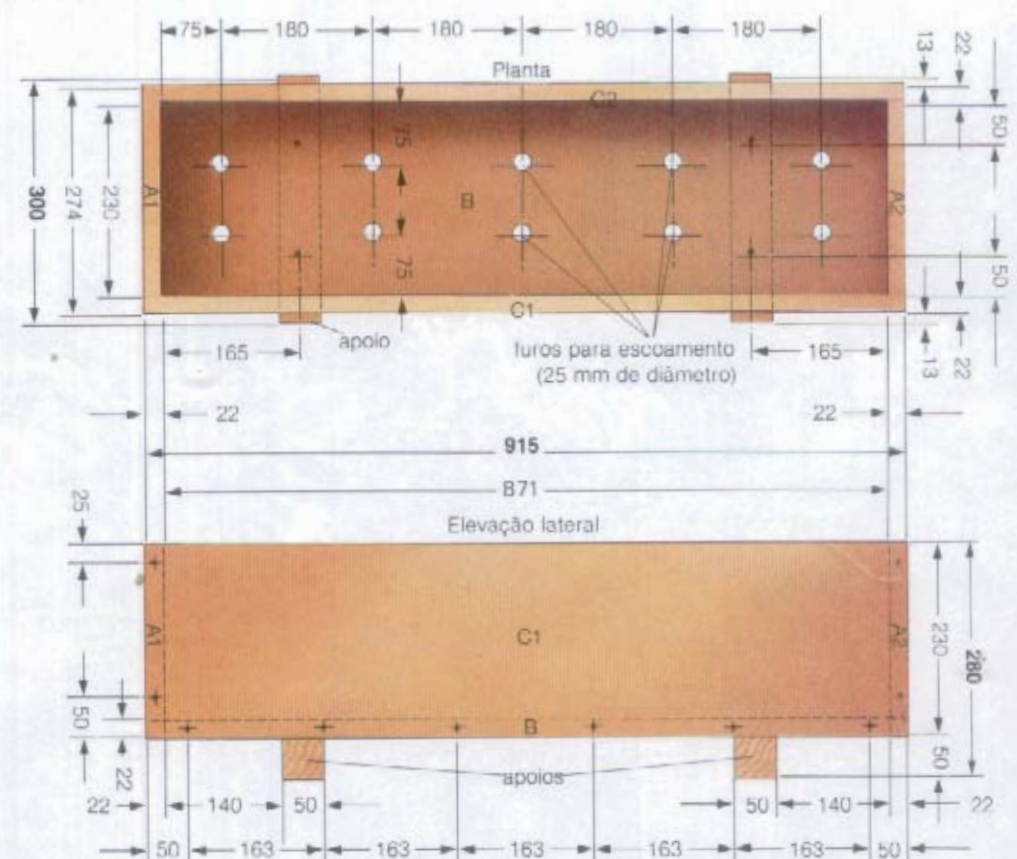 75 180 180 180 180
13
22
Planta
C2
50
75
300
274
230
A1
B
A2
75
50
C1
apoio
furos para escoamento
(25 mm de diâmetro)
165
165
13
22
22
22
915
B71
25
Elevação lateral
A1
C1
A2
230
280
50
B
22
apoios
50
22 140 50
50 140 22
50 163 163 163 163 163 50